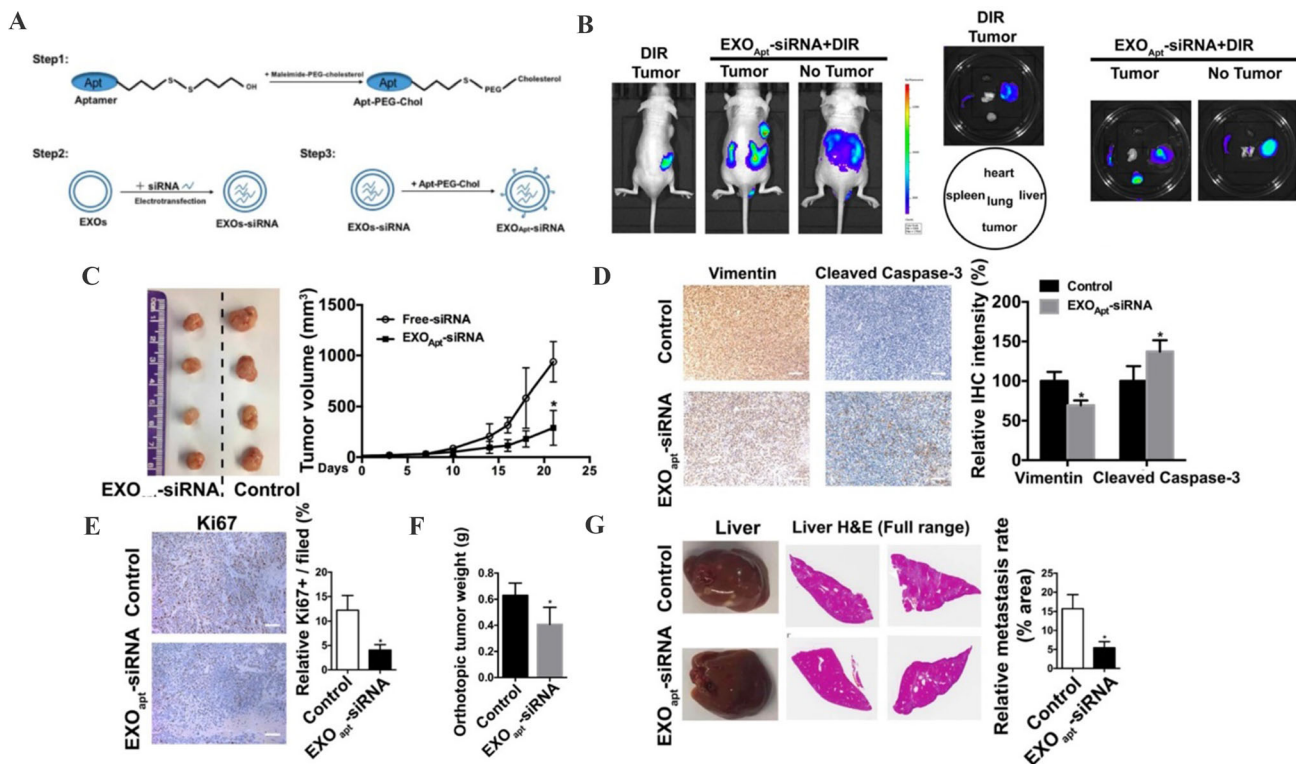 A
Step1:
Apt
Aptamer
S
S
OH
+ Maleimide-PEG-cholesterol
Apt
Apt-PEG-Chol
S
PEG
Cholesterol
Step2:
EXOs
+ siRNA
Electrotransfection
EXOs-siRNA
Step3:
EXOs-siRNA
+ Apt-PEG-Chol
EXOApt-siRNA
B
DIR
Tumor
EXOApt-siRNA+DIR
Tumor No Tumor
DIR
Tumor
heart
spleen lung liver
tumor
EXOApt-siRNA+DIR
Tumor No Tumor
C
EXO -siRNA Control
Tumor volume (mm3)
1500
1000
500
0
Days
0 5 10 15 20 25
Free-siRNA
EXOApt-siRNA
*
D
Vimentin Cleaved Caspase-3
Control
EXOapt-siRNA
Relative IHC intensity (%)
200
150
100
50
0
Control
EXOApt-siRNA
* *
Vimentin Cleaved Caspase-3
E
Ki67
Control
EXOapt-siRNA
Relative Ki67+ / filed (%
20
15
10
5
0
*
Control
EXOapt-siRNA
F
Orthotopic tumor weight (g)
0.8
0.6
0.4
0.2
0.0
*
Control
EXOapt-siRNA
G
Liver Liver H&E (Full range)
Control
EXOapt-siRNA
Relative metastasis rate
(% area)
25
20
15
10
5
0
*
Control
EXOapt-siRNA